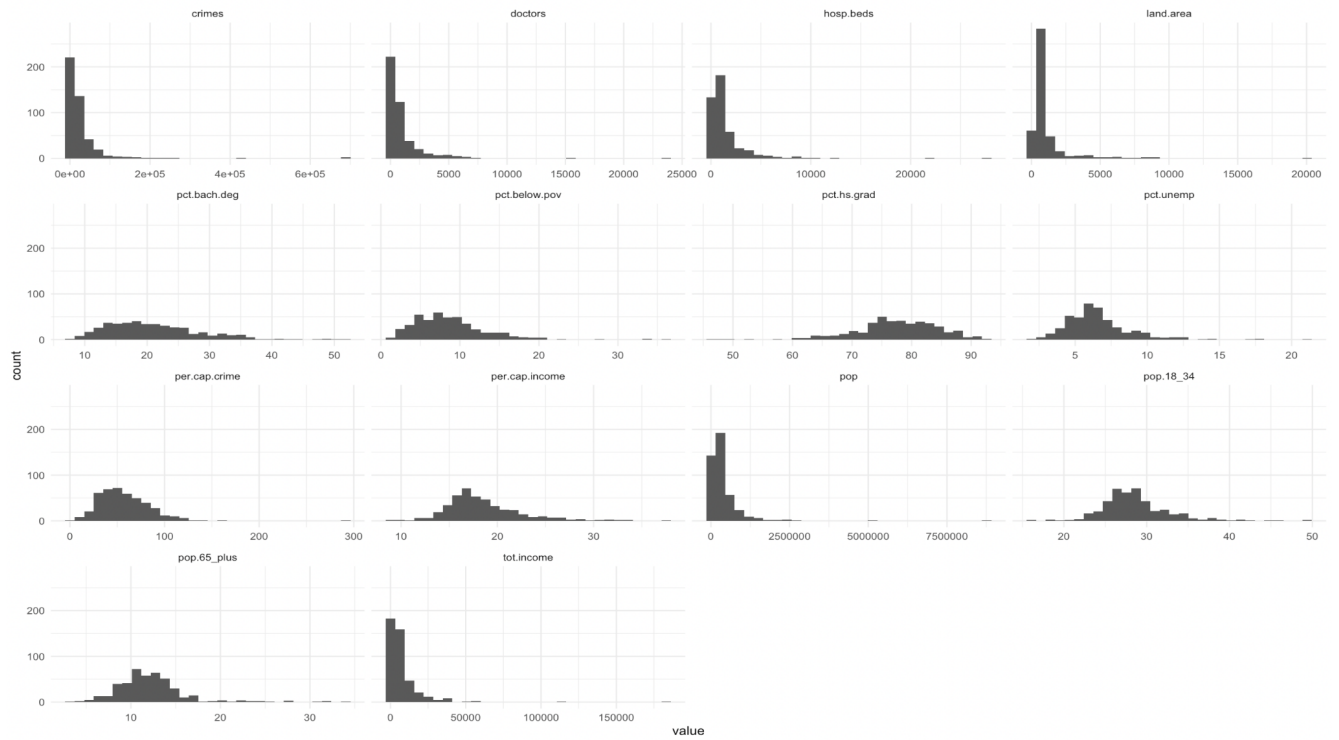 crimes doctors hosp.beds land.area
200
100
0
0e+00 2e+05 4e+05 6e+05 0 5000 10000 15000 20000 25000 0 10000 20000 0 5000 10000 15000 20000
pct.bach.deg pct.below.pov pct.hs.grad pct.unemp
200
100
0
10 20 30 40 50 0 10 20 30 50 60 70 80 90 5 10 15 20
count
per.cap.crime per.cap.income pop pop.18_34
200
100
0
0 100 200 300 10 20 30 0 2500000 5000000 7500000 20 30 40 50
pop.65_plus tot.income
200
100
0
10 20 30 0 50000 100000 150000
value